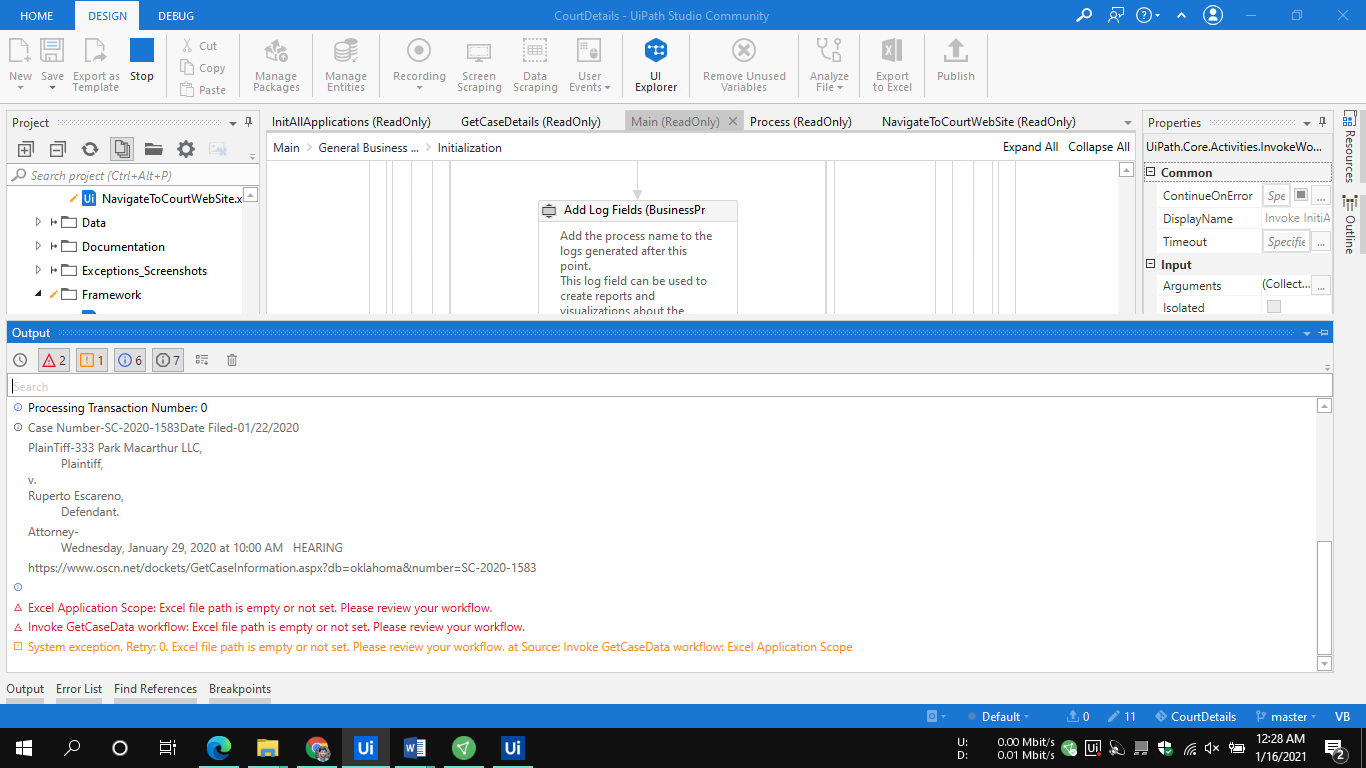 HOME DESIGN DEBUG CourtDetails - UiPath Studio Community
New Save Export as Template Stop Cut Copy Paste Manage Packages Manage Entities Recording Screen Scraping Data Scraping User Events UI Explorer Remove Unused Variables Analyze File Export to Excel Publish
Project InitAllApplications (ReadOnly) GetCaseDetails (ReadOnly) Main (ReadOnly) Process (ReadOnly) NavigateToCourtWebSite (ReadOnly) Properties
Main General Business ... Initialization Expand All Collapse All UiPath.Core.Activities.InvokeWo...
Search project (Ctrl+Alt+P)
NavigateToCourtWebSite.x
Data
Documentation
Exceptions_Screenshots
Framework
Add Log Fields (BusinessPr
Add the process name to the
logs generated after this
point.
This log field can be used to
create reports and
visualizations about the
Common
ContinueOnError Spe ...
DisplayName Invoke InitiA
Timeout Specifie ...
Input
Arguments (Collect... ...
Isolated
Resources
Outline
Output
2 1 6 7
Search
Processing Transaction Number: 0
Case Number-SC-2020-1583Date Filed-01/22/2020
PlainTiff-333 Park Macarthur LLC,
Plaintiff,
v.
Ruperto Escareno,
Defendant.
Attorney-
Wednesday, January 29, 2020 at 10:00 AM HEARING
https://www.oscn.net/dockets/GetCaseInformation.aspx?db=oklahoma&number=SC-2020-1583
Excel Application Scope: Excel file path is empty or not set. Please review your workflow.
Invoke GetCaseData workflow: Excel file path is empty or not set. Please review your workflow.
System exception. Retry: 0. Excel file path is empty or not set. Please review your workflow. at Source: Invoke GetCaseData workflow: Excel Application Scope
Output Error List Find References Breakpoints
Default 0 11 CourtDetails master VB
Ui Ui U: 0.00 Mbit/s 12:28 AM
D: 0.01 Mbit/s 1/16/2021 2